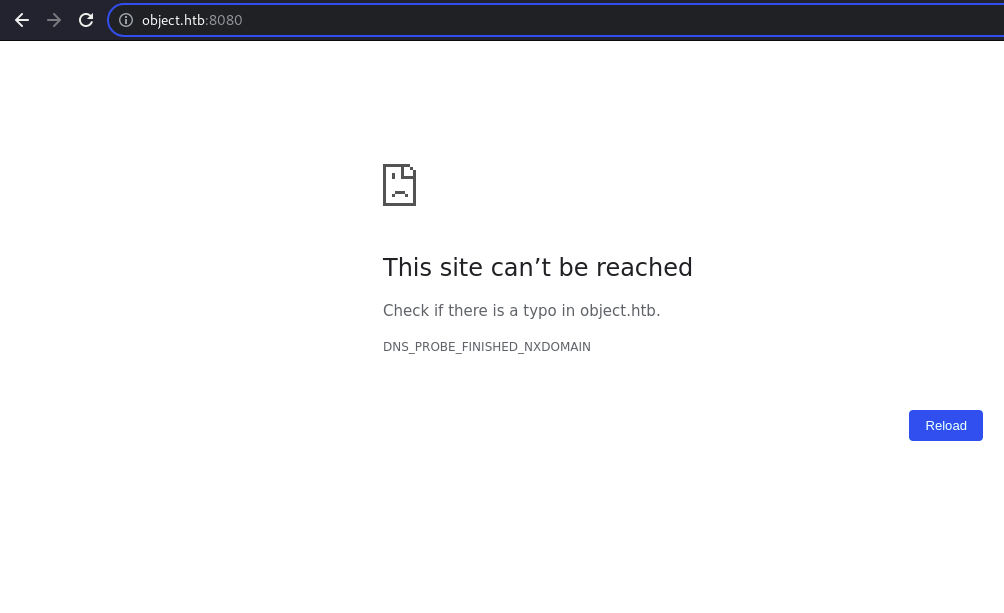 object.htb:8080
This site can’t be reached
Check if there is a typo in object.htb.
DNS_PROBE_FINISHED_NXDOMAIN
Reload